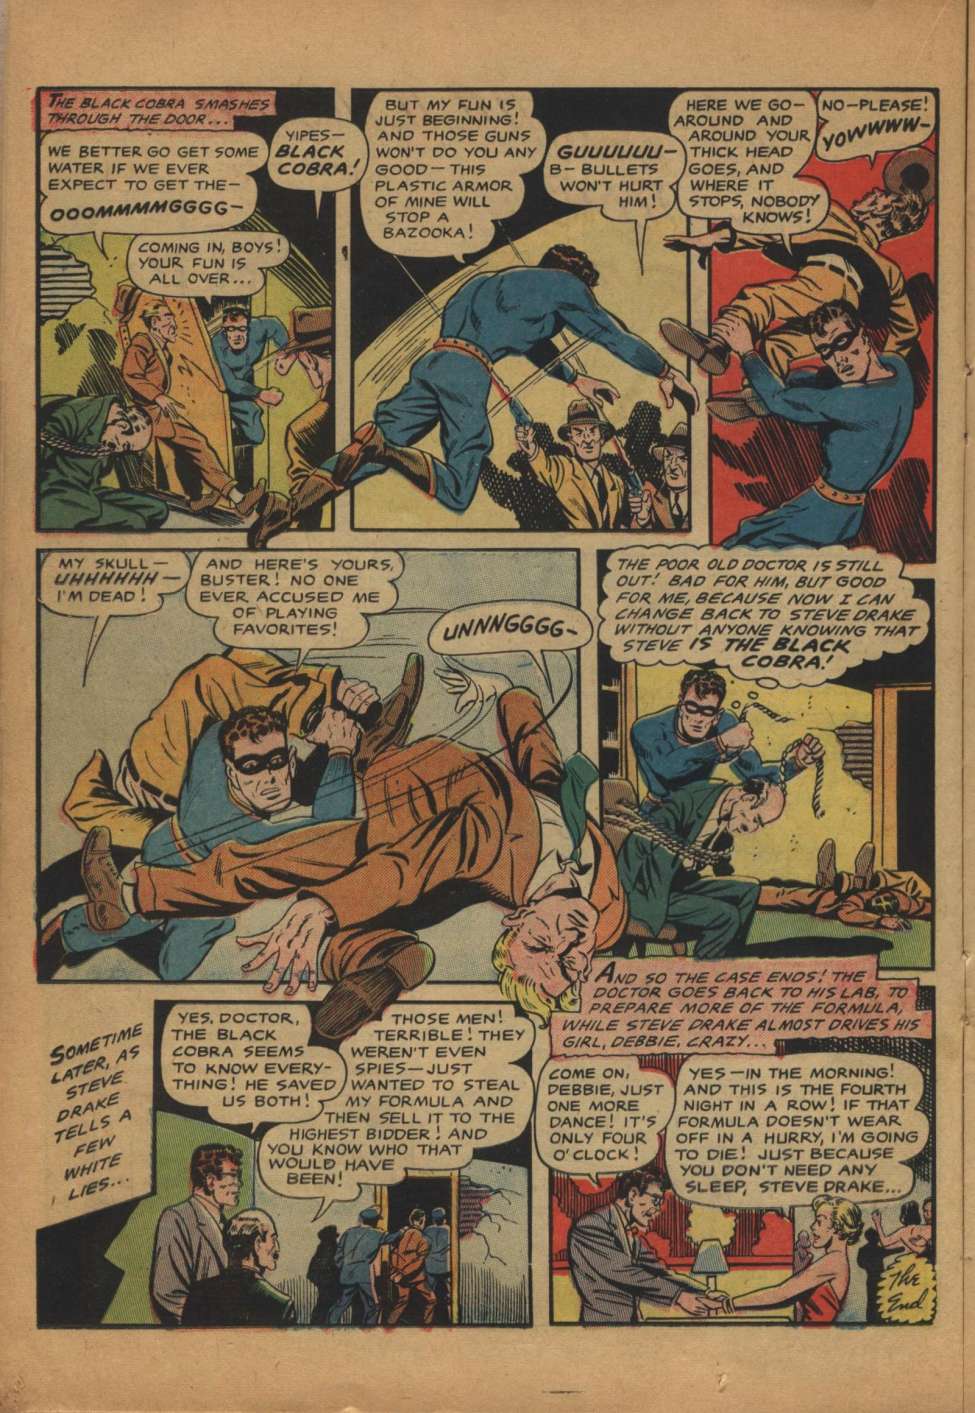 THE BLACK COBRA SMASHES
THROUGH THE DOOR...
WE BETTER GO GET SOME
WATER IF WE EVER
EXPECT TO GET THE—
OOOMMMMGGGG—
YIPES—
BLACK
COBRA!
COMING IN, BOYS!
YOUR FUN IS
ALL OVER...
BUT MY FUN IS
JUST BEGINNING!
AND THOSE GUNS
WON'T DO YOU ANY
GOOD—THIS
PLASTIC ARMOR
OF MINE WILL
STOP A
BAZOOKA!
GUUUUUU—
B-BULLETS
WON'T HURT
HIM!
HERE WE GO—
AROUND AND
AROUND YOUR
THICK HEAD
GOES, AND
WHERE IT
STOPS, NOBODY
KNOWS!
NO—PLEASE!
YOWWWW—
MY SKULL—
UHHHHHH—
I'M DEAD!
AND HERE'S YOURS,
BUSTER! NO ONE
EVER ACCUSED ME
OF PLAYING
FAVORITES!
UNNNGGGG—
THE POOR OLD DOCTOR IS STILL
OUT! BAD FOR HIM, BUT GOOD
FOR ME, BECAUSE NOW I CAN
CHANGE BACK TO STEVE DRAKE
WITHOUT ANYONE KNOWING THAT
STEVE IS THE BLACK
COBRA!
SOMETIME
LATER, AS
STEVE
DRAKE
TELLS A
FEW
WHITE
LIES...
YES, DOCTOR,
THE BLACK
COBRA SEEMS
TO KNOW EVERY-
THING! HE SAVED
US BOTH!
THOSE MEN!
TERRIBLE! THEY
WEREN'T EVEN
SPIES—JUST
WANTED TO STEAL
MY FORMULA AND
THEN SELL IT TO THE
HIGHEST BIDDER! AND
YOU KNOW WHO THAT
WOULD HAVE
BEEN!
AND SO THE CASE ENDS! THE
DOCTOR GOES BACK TO HIS LAB, TO
PREPARE MORE OF THE FORMULA,
WHILE STEVE DRAKE ALMOST DRIVES HIS
GIRL, DEBBIE, CRAZY...
COME ON,
DEBBIE, JUST
ONE MORE
DANCE! IT'S
ONLY FOUR
O'CLOCK!
YES—IN THE MORNING!
AND THIS IS THE FOURTH
NIGHT IN A ROW! IF THAT
FORMULA DOESN'T WEAR
OFF IN A HURRY, I'M GOING
TO DIE! JUST BECAUSE
YOU DON'T NEED ANY
SLEEP, STEVE DRAKE...
The
End